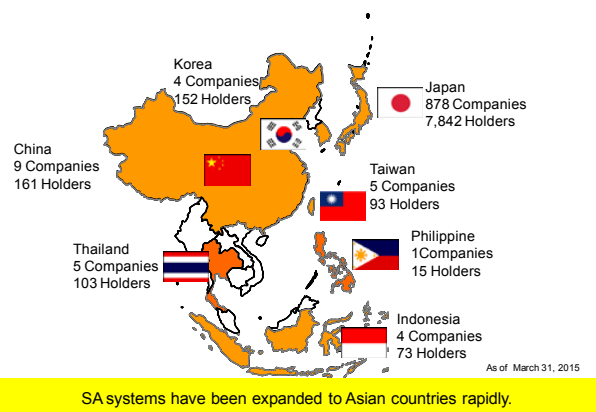 Korea
4 Companies
152 Holders
Japan
878 Companies
7,842 Holders
China
9 Companies
161 Holders
Taiwan
5 Companies
93 Holders
Philippine
1Companies
15 Holders
Thailand
5 Companies
103 Holders
Indonesia
4 Companies
73 Holders
As of March 31, 2015
SA systems have been expanded to Asian countries rapidly.